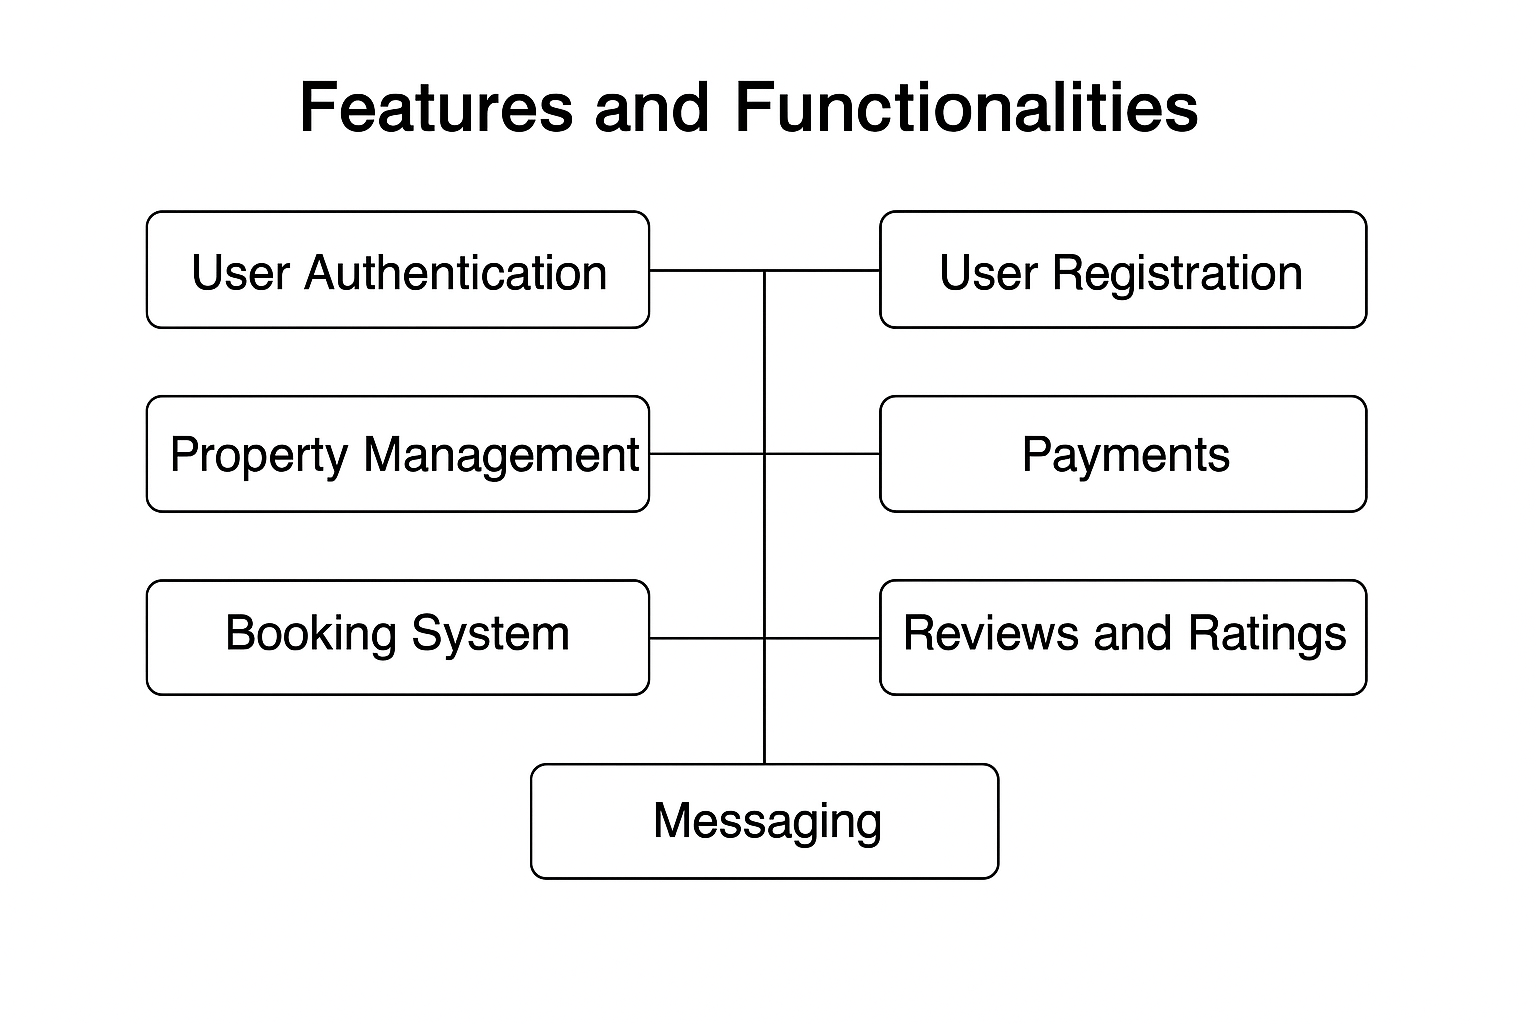 Features and Functionalities
User Authentication
User Registration
Property Management
Payments
Booking System
Reviews and Ratings
Messaging